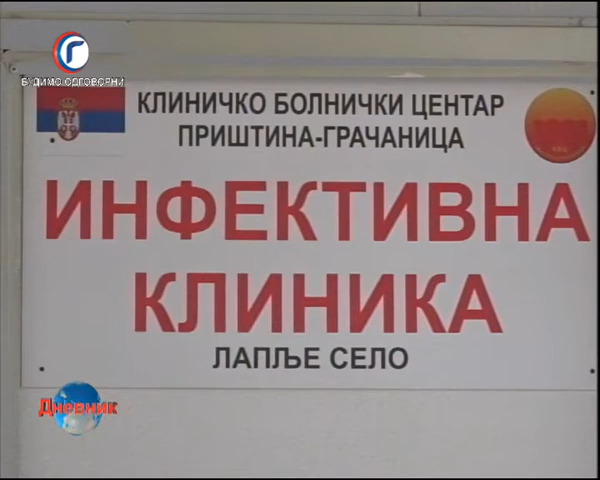 БУДИМО ОДГОВОРНИ
КЛИНИЧКО БОЛНИЧКИ ЦЕНТАР
ПРИШТИНА-ГРАЧАНИЦА
ИНФЕКТИВНА
КЛИНИКА
ЛАПЉЕ СЕЛО
Дневник